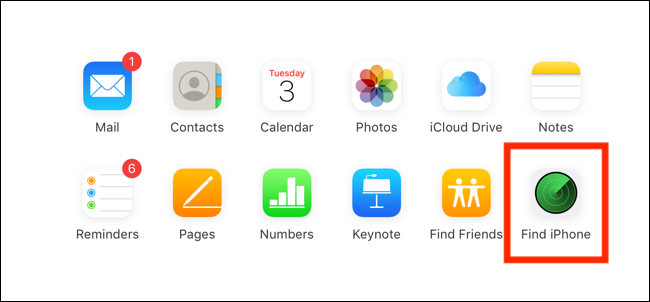 1
Tuesday
3
Mail
Contacts
Calendar
Photos
iCloud Drive
Notes
6
Reminders
Pages
Numbers
Keynote
Find Friends
Find iPhone